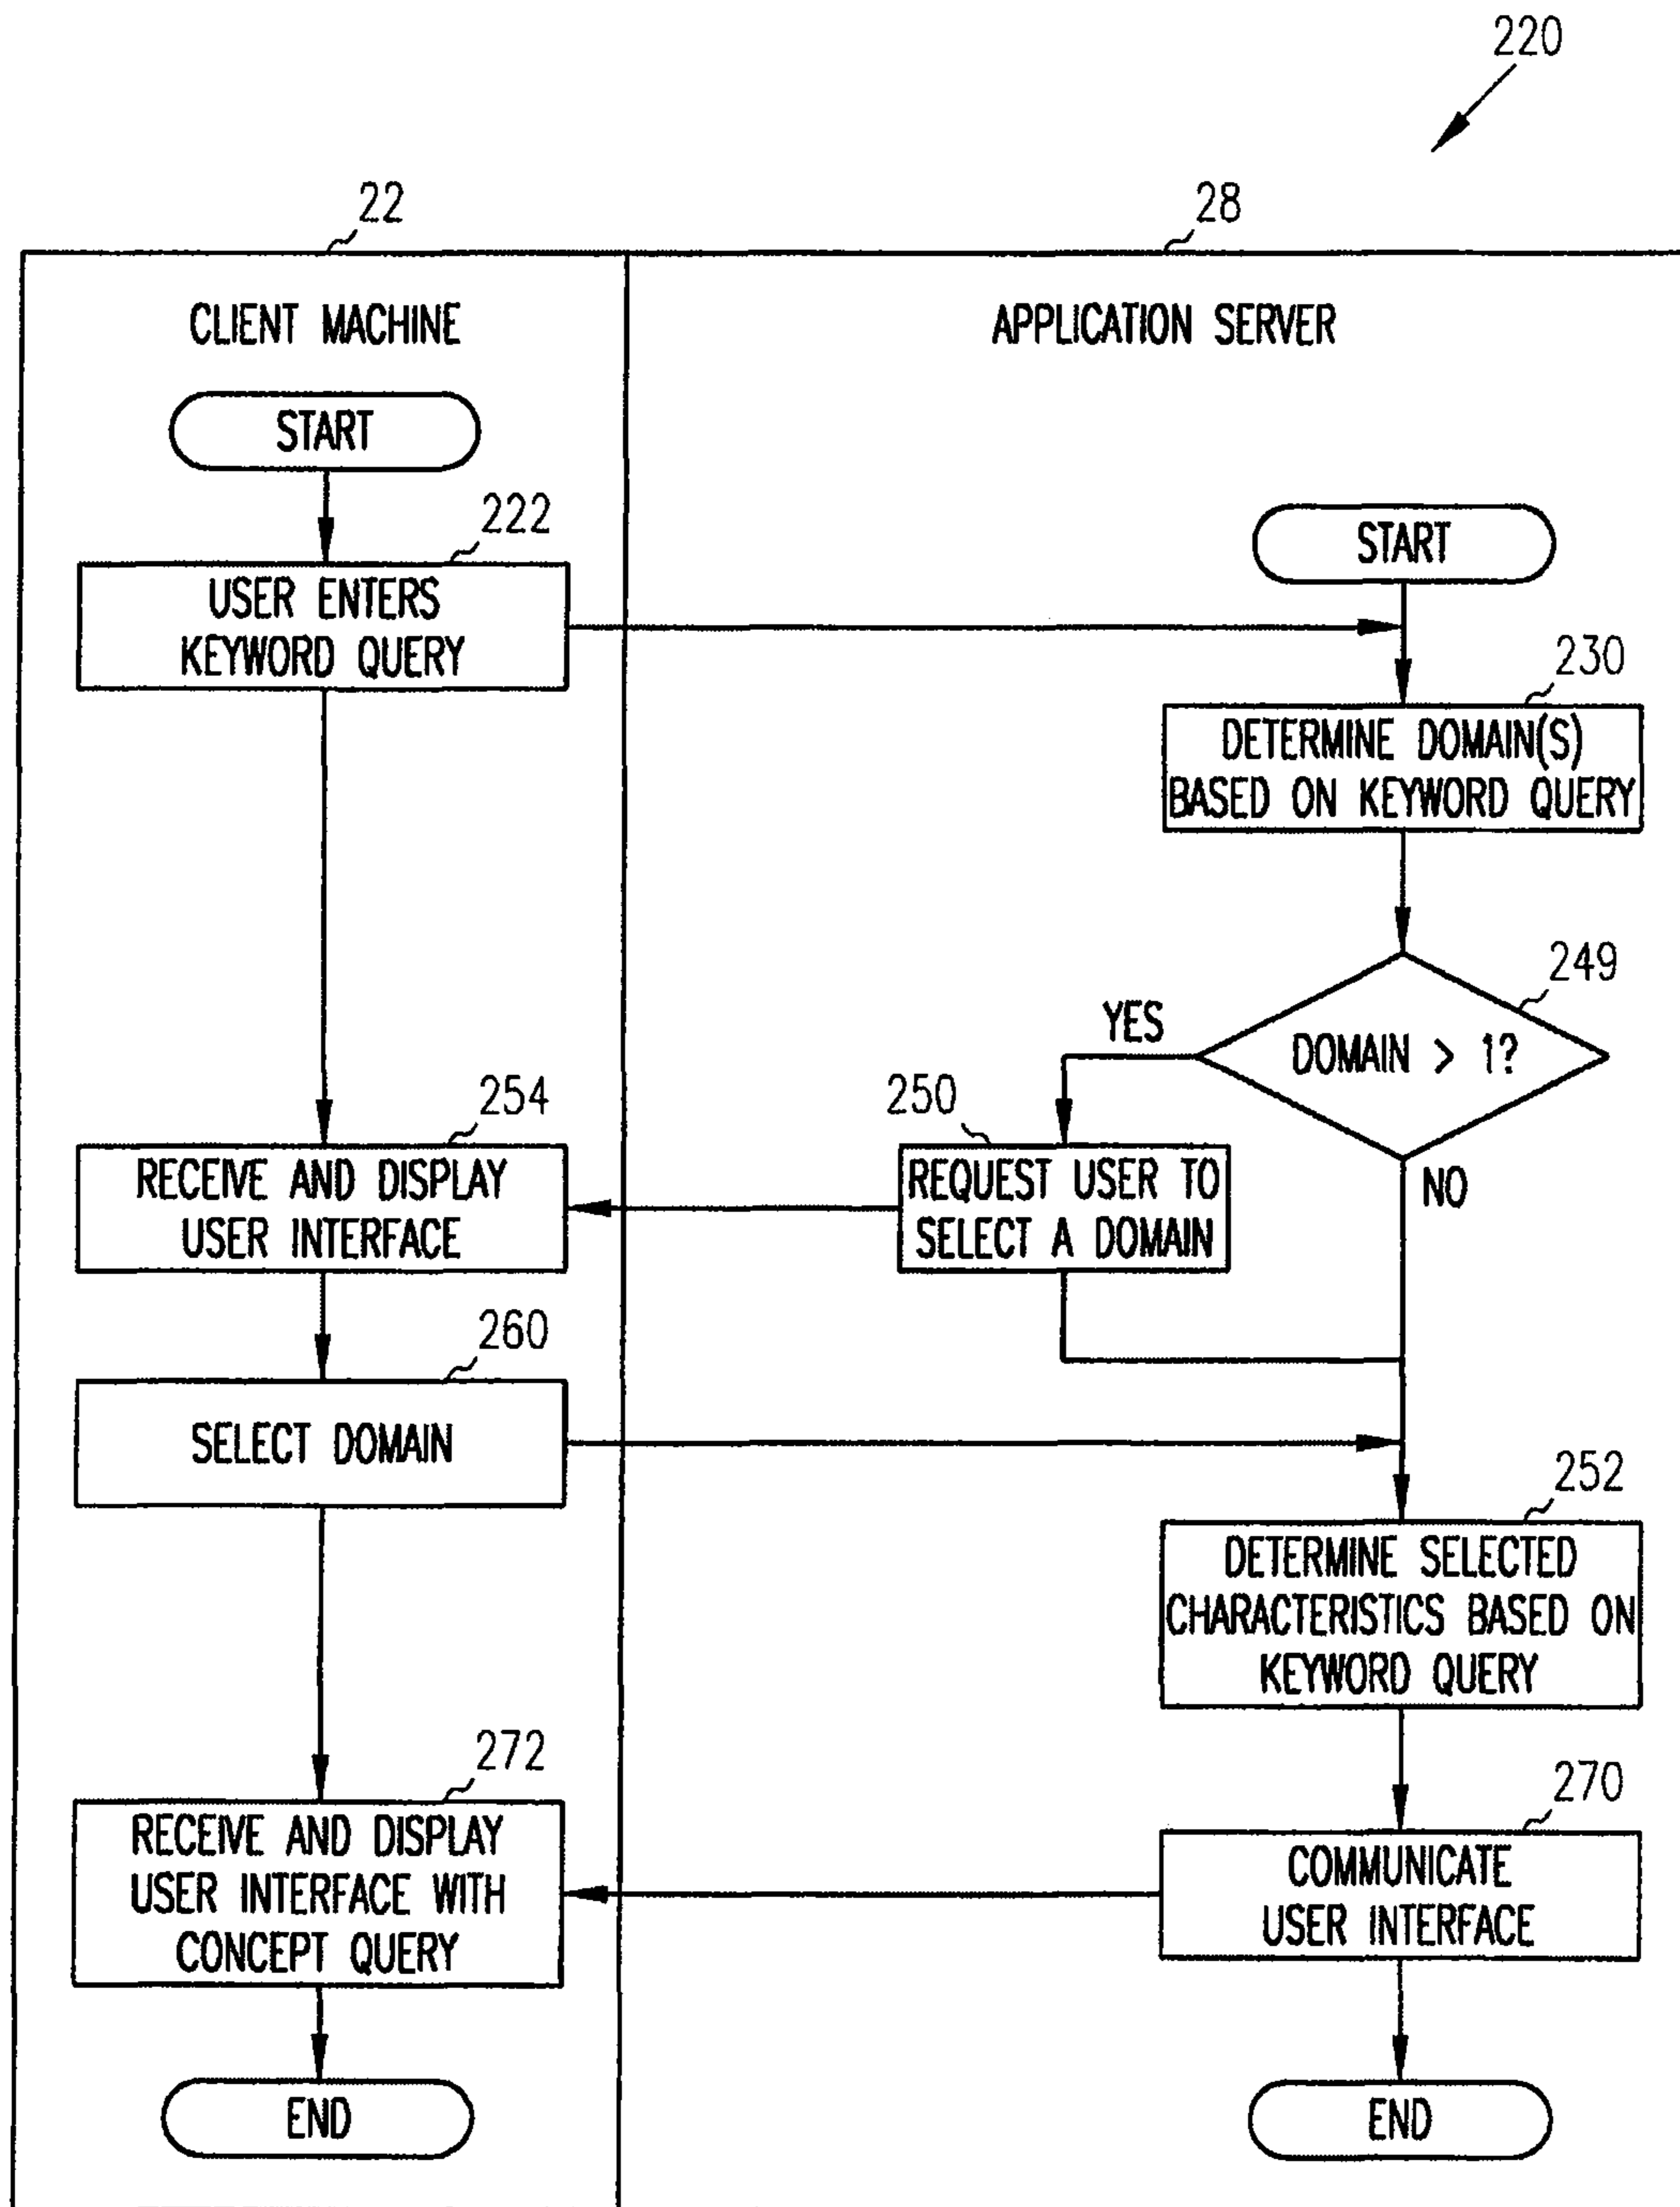 220
22
28
CLIENT MACHINE
APPLICATION SERVER
START
222
USER ENTERS
KEYWORD QUERY
START
230
DETERMINE DOMAIN(S)
BASED ON KEYWORD QUERY
249
DOMAIN > 1?
YES
NO
250
REQUEST USER TO
SELECT A DOMAIN
254
RECEIVE AND DISPLAY
USER INTERFACE
260
SELECT DOMAIN
252
DETERMINE SELECTED
CHARACTERISTICS BASED ON
KEYWORD QUERY
270
COMMUNICATE
USER INTERFACE
272
RECEIVE AND DISPLAY
USER INTERFACE WITH
CONCEPT QUERY
END
END